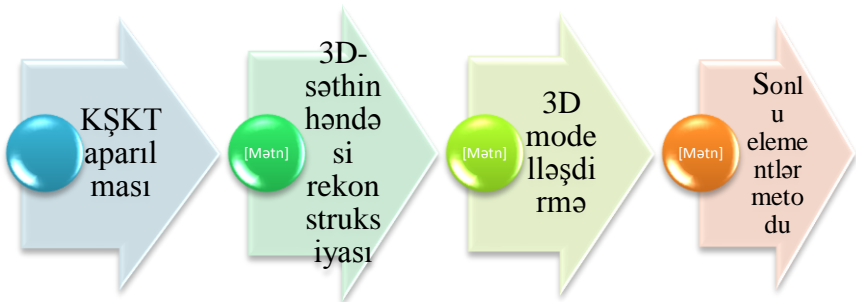 KŞKT
aparıl
ması
[Mətn]
3D-
səthin
həndə
si
rekon
struks
iyası
[Mətn]
3D
mode
lləşdi
rmə
[Mətn]
Sonl
u
eleme
ntlər
meto
du